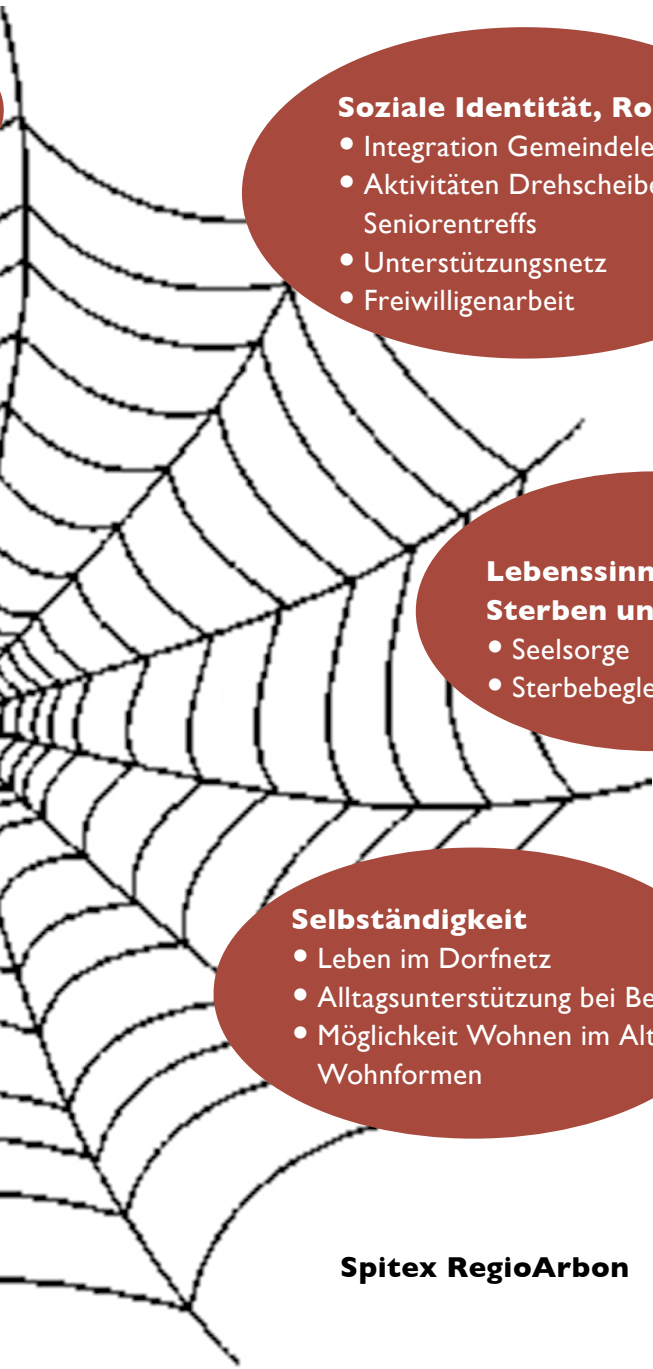 Soziale Identität, Ro
• Integration Gemeindele
• Aktivitäten Drehscheibe
Seniorentreffs
• Unterstützungsnetz
• Freiwilligenarbeit
Lebenssinn
Sterben un
• Seelsorge
• Sterbebegle
Selbständigkeit
• Leben im Dorfnetz
• Alltagsunterstützung bei Be
• Möglichkeit Wohnen im Alt
Wohnformen
Spitex RegioArbon